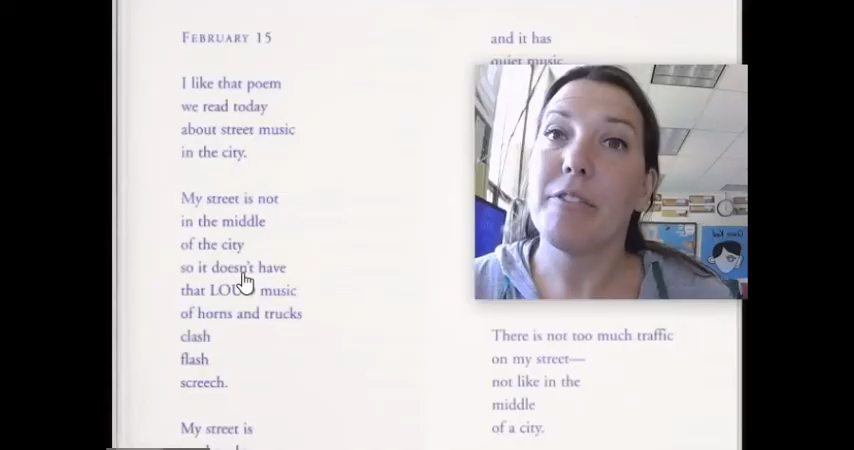 FEBRUARY 15
I like that poem
we read today
about street music
in the city.
My street is not
in the middle
of the city
so it doesn't have
that LOUD music
of horns and trucks
clash
flash
screech.
My street is
and it has
quiet music
There is not too much traffic
on my street—
not like in the
middle
of a city.